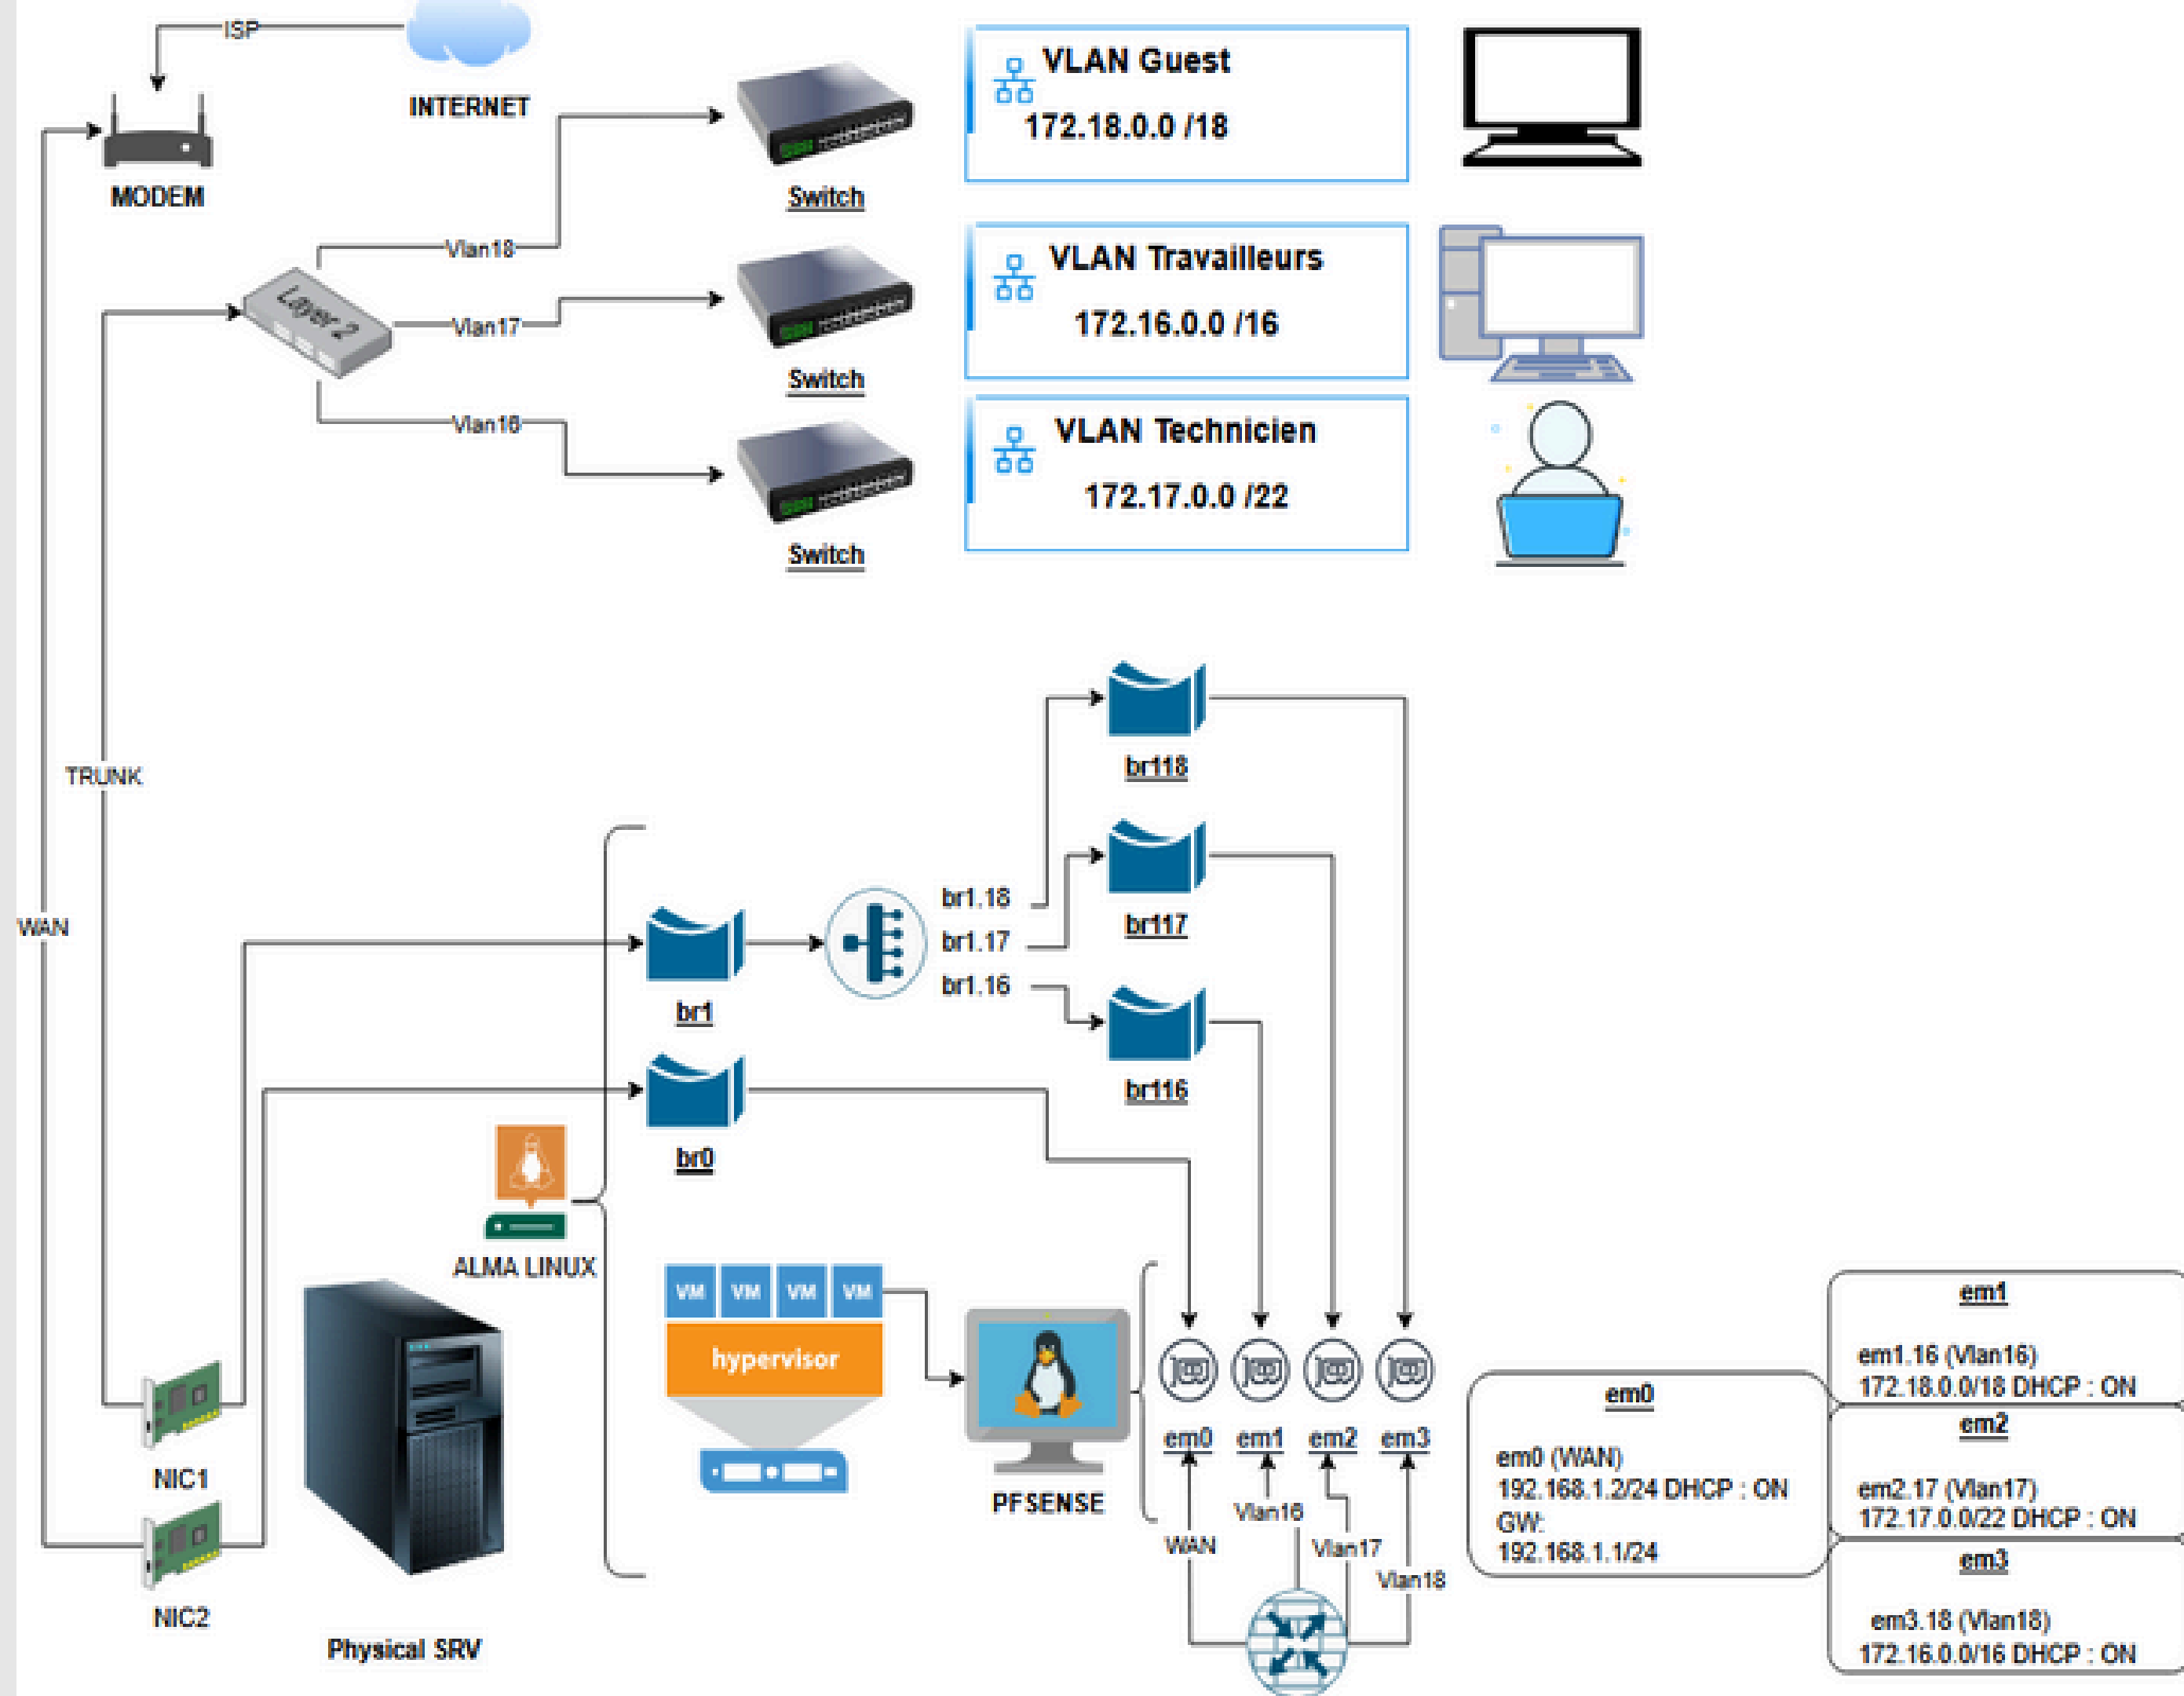 ISP
INTERNET
MODEM
Switch
VLAN Guest
172.18.0.0 /18
Vlan18
Layer 2
Vlan17
Switch
VLAN Travailleurs
172.16.0.0 /16
Vlan16
Switch
VLAN Technicien
172.17.0.0 /22
TRUNK
WAN
br118
br117
br116
br1.18
br1.17
br1.16
br1
br0
ALMA LINUX
VM VM VM VM
hypervisor
PFSENSE
NIC1
NIC2
Physical SRV
em0 em1 em2 em3
WAN
Vlan16
Vlan17
Vlan18
em0
em0 (WAN)
192.168.1.2/24 DHCP : ON
GW:
192.168.1.1/24
em1
em1.16 (Vlan16)
172.18.0.0/18 DHCP : ON
em2
em2.17 (Vlan17)
172.17.0.0/22 DHCP : ON
em3
em3.18 (Vlan18)
172.16.0.0/16 DHCP : ON